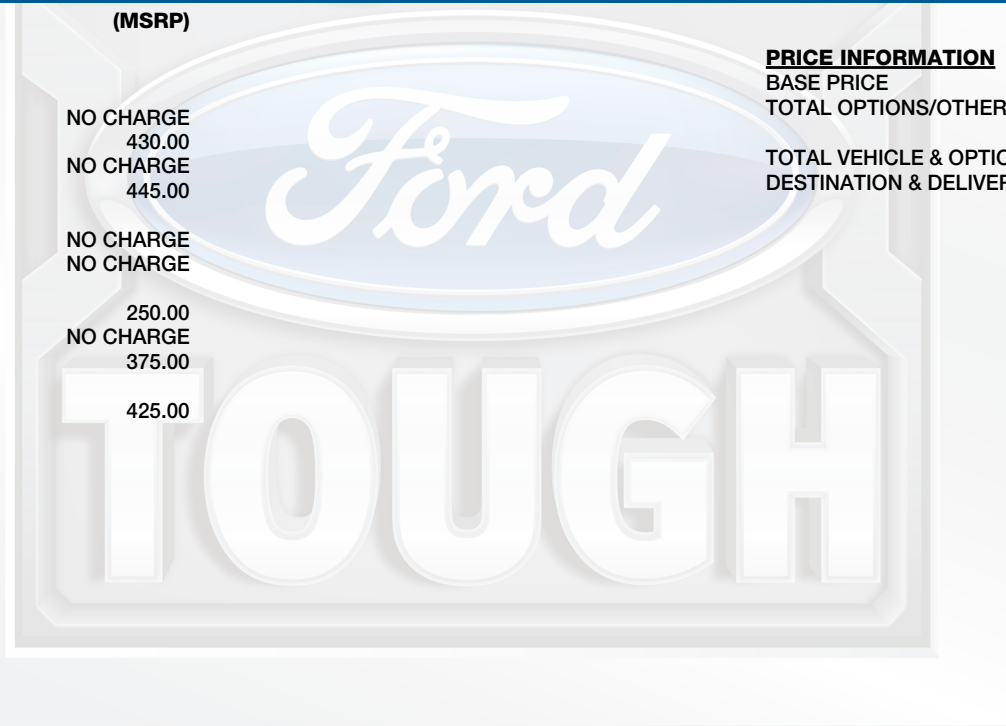 (MSRP)
NO CHARGE
430.00
NO CHARGE
445.00
NO CHARGE
NO CHARGE
250.00
NO CHARGE
375.00
425.00
PRICE INFORMATION
BASE PRICE
TOTAL OPTIONS/OTHER
TOTAL VEHICLE & OPTIO
DESTINATION & DELIVER
Ford
TOUGH